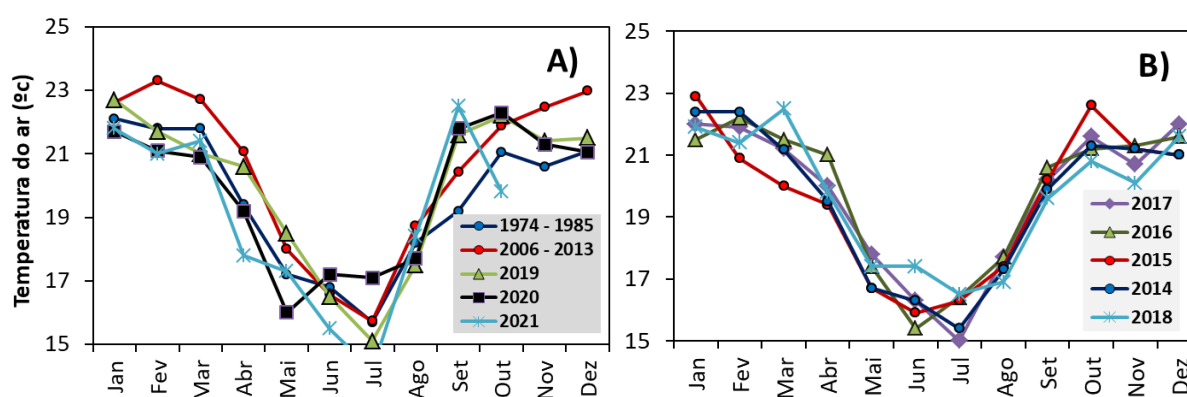 Temperatura do ar (ºc)
25
23
21
19
17
15
A)
1974 - 1985
2006 - 2013
2019
2020
2021
Jan Fev Mar Abr Mai Jun Jul Ago Set Out Nov Dez
25
23
21
19
17
15
B)
2017
2016
2015
2014
2018
Jan Fev Mar Abr Mai Jun Jul Ago Set Out Nov Dez